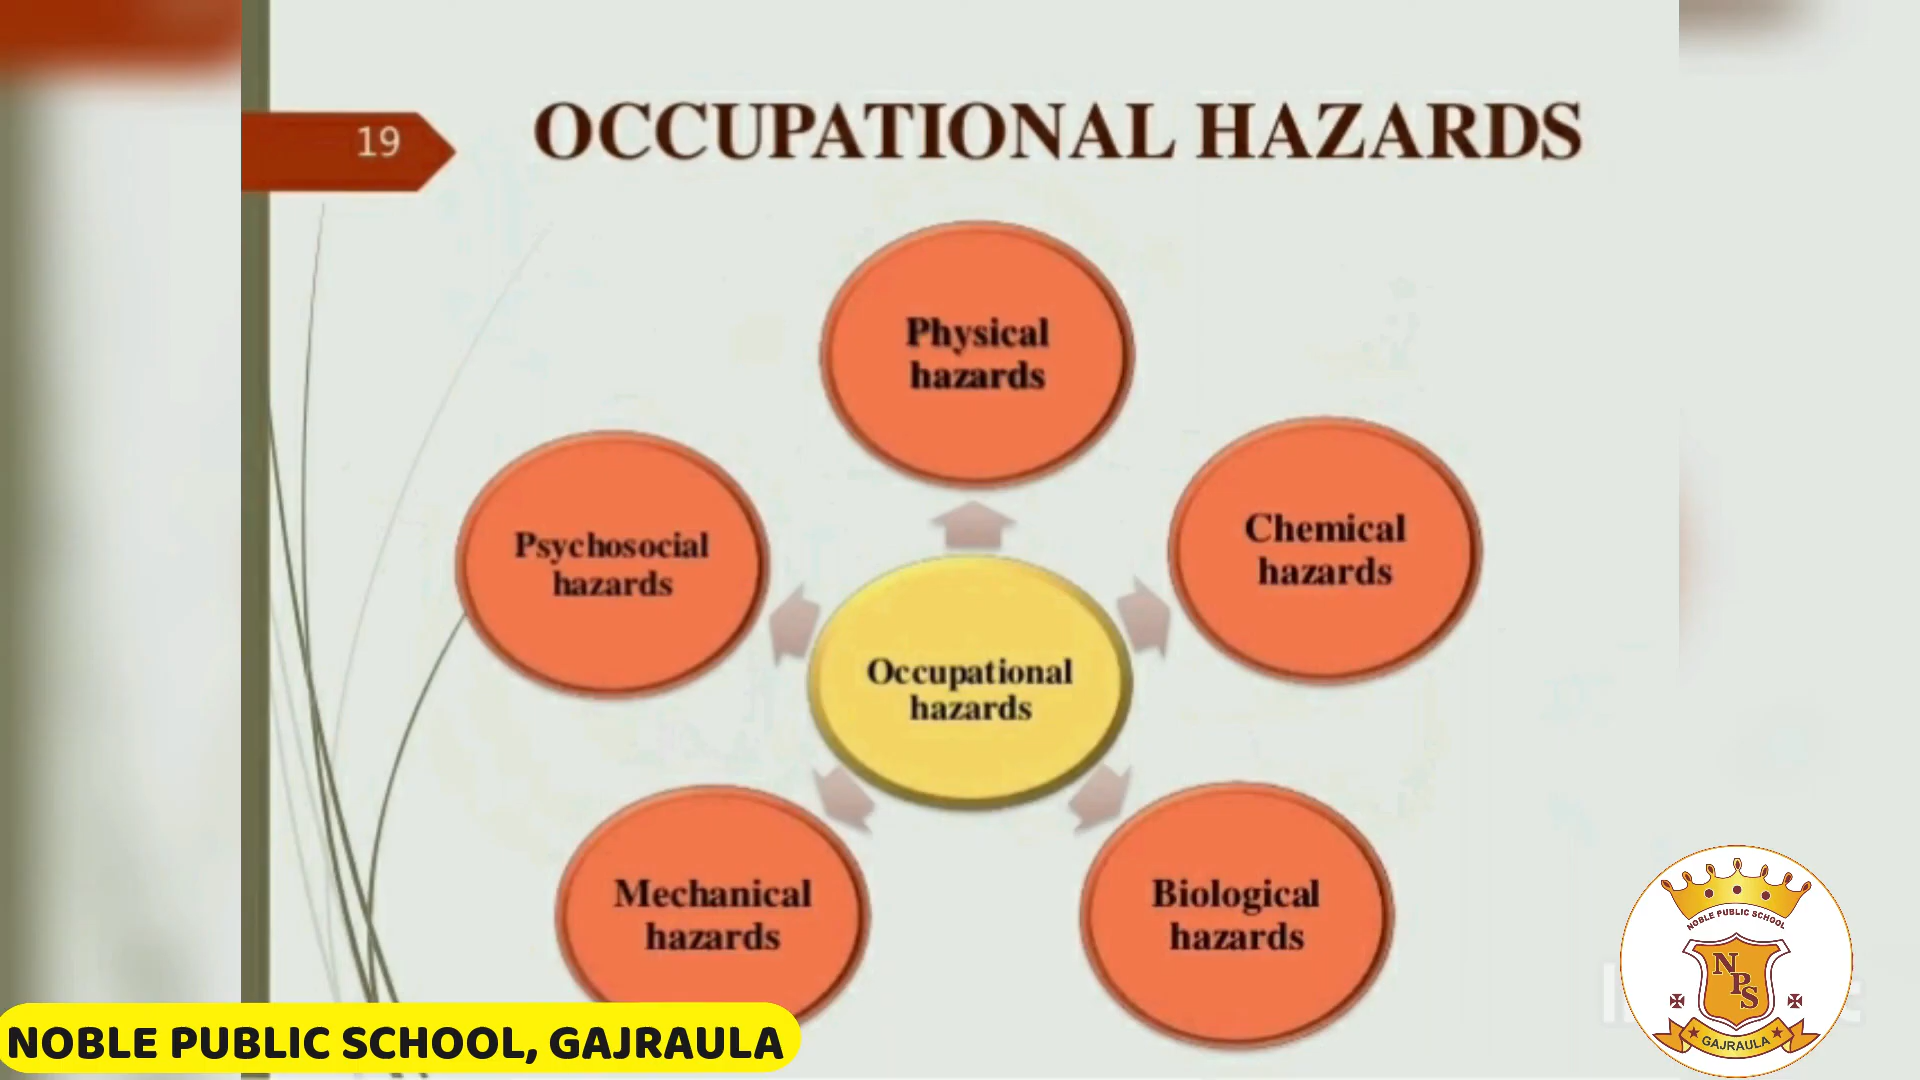 19
OCCUPATIONAL HAZARDS
Physical
hazards
Psychosocial
hazards
Chemical
hazards
Occupational
hazards
Mechanical
hazards
Biological
hazards
NOBLE PUBLIC SCHOOL
NPS
GAJRAULA
NOBLE PUBLIC SCHOOL, GAJRAULA